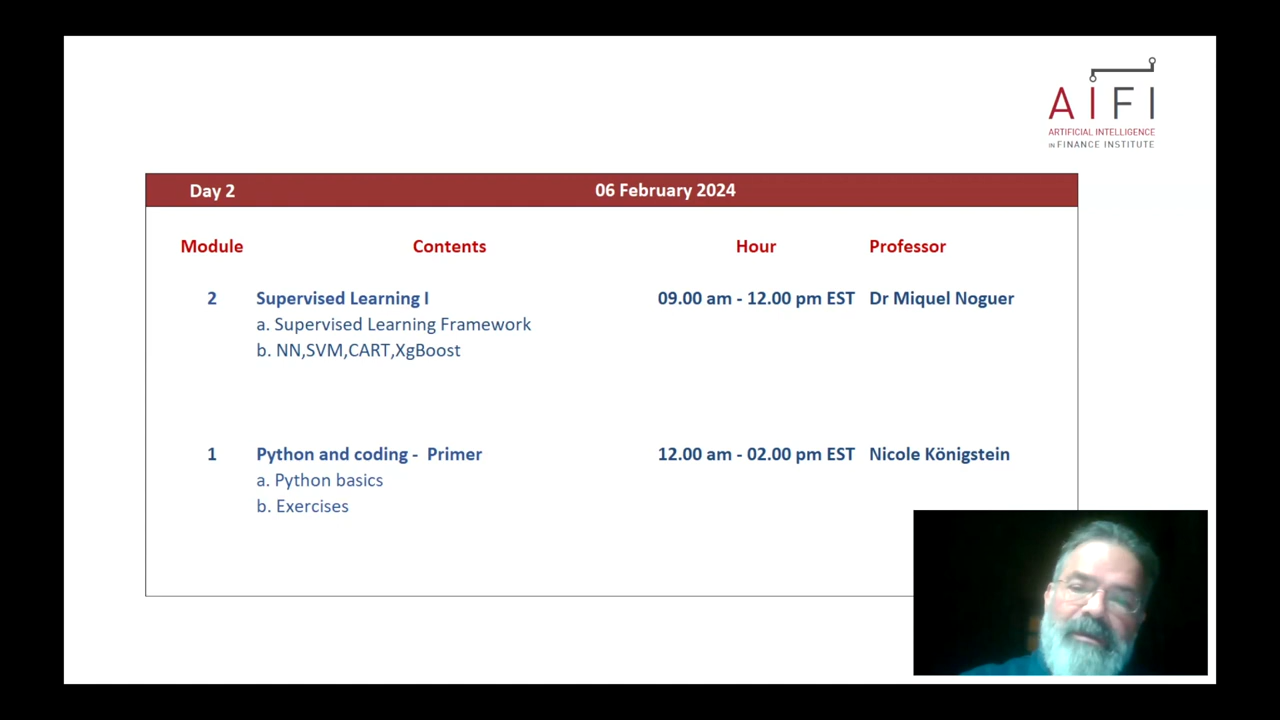 AIFI
ARTIFICIAL INTELLIGENCE
IN FINANCE INSTITUTE
Day 2 06 February 2024
Module Contents Hour Professor
2 Supervised Learning I 09.00 am - 12.00 pm EST Dr Miquel Noguer
a. Supervised Learning Framework
b. NN,SVM,CART,XgBoost
1 Python and coding - Primer 12.00 am - 02.00 pm EST Nicole Königstein
a. Python basics
b. Exercises